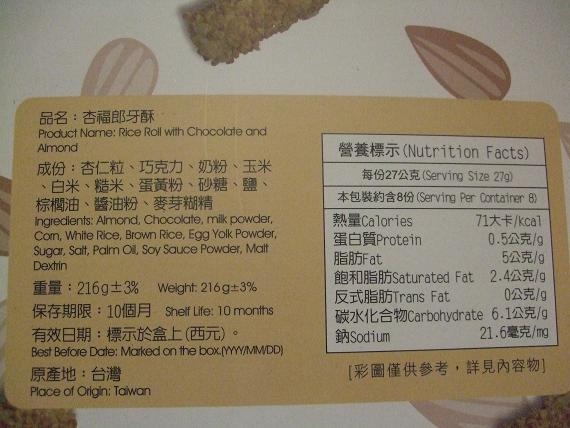 品名：杏福郎牙酥
Product Name: Rice Roll with Chocolate and
Almond
成份：杏仁粒、巧克力、奶粉、玉米
、白米、糙米、蛋黃粉、砂糖、鹽、
棕櫚油、醬油粉、麥芽糊精
Ingredients: Almond, Chocolate, milk powder,
Corn, White Rice, Brown Rice, Egg Yolk Powder,
Sugar, Salt, Palm Oil, Soy Sauce Powder, Malt
Dextrin
重量：216g±3% Weight: 216g±3%
保存期限：10個月 Shelf Life: 10 months
有效日期：標示於盒上(西元)。
Best Before Date: Marked on the box.(YYYY/MM/DD)
原產地：台灣
Place of Origin: Taiwan
營養標示(Nutrition Facts)
每份27公克(Serving Size 27g)
本包裝約含8份(Serving Per Container 8)
熱量Calories 71大卡/kcal
蛋白質Protein 0.5公克/g
脂肪Fat 5公克/g
飽和脂肪Saturated Fat 2.4公克/g
反式脂肪Trans Fat 0公克/g
碳水化合物Carbohydrate 6.1公克/g
鈉Sodium 21.6毫克/mg
[彩圖僅供參考，詳見內容物]